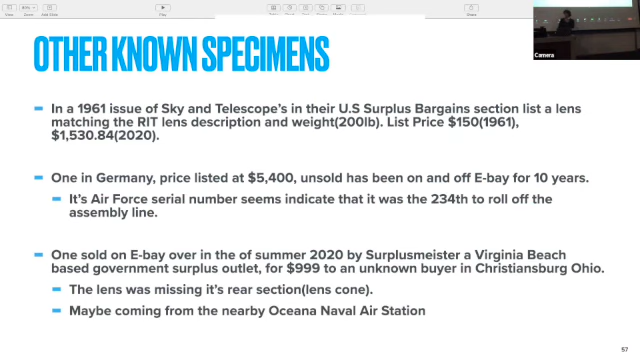 View
Zoom
Add Slide
Play
Share
Camera
OTHER KNOWN SPECIMENS
In a 1961 issue of Sky and Telescope's in their U.S Surplus Bargains section list a lens
matching the RIT lens description and weight(200lb). List Price $150(1961),
$1,530.84(2020).
One in Germany, price listed at $5,400, unsold has been on and off E-bay for 10 years.
It's Air Force serial number seems indicate that it was the 234th to roll off the
assembly line.
One sold on E-bay over in the of summer 2020 by Surplusmeister a Virginia Beach
based government surplus outlet, for $999 to an unknown buyer in Christiansburg Ohio.
The lens was missing it's rear section(lens cone).
Maybe coming from the nearby Oceana Naval Air Station
57